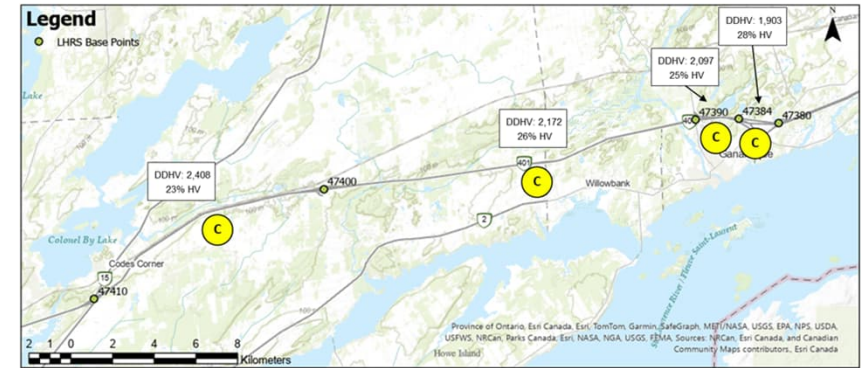 Legend
LHRS Base Points
N
DDHV: 1,903
28% HV
DDHV: 2,097
25% HV
47390
47384
47380
C
C
DDHV: 2,172
26% HV
401
C
Willowbank
2
DDHV: 2,408
23% HV
47400
C
Lake
Colonel By Lake
Codes Corner
15
47410
Howe Island
2 1 0 2 4 6 8
Kilometers
Province of Ontario, Esri Canada, Esri, TomTom, Garmin, SafeGraph, METI/NASA, USGS, EPA, NPS, USDA,
USFWS, NRCan, Parks Canada; Esri, NASA, NGA, USGS, FEMA, Sources: NRCan, Esri Canada, and Canadian
Community Maps contributors., Esri Canada